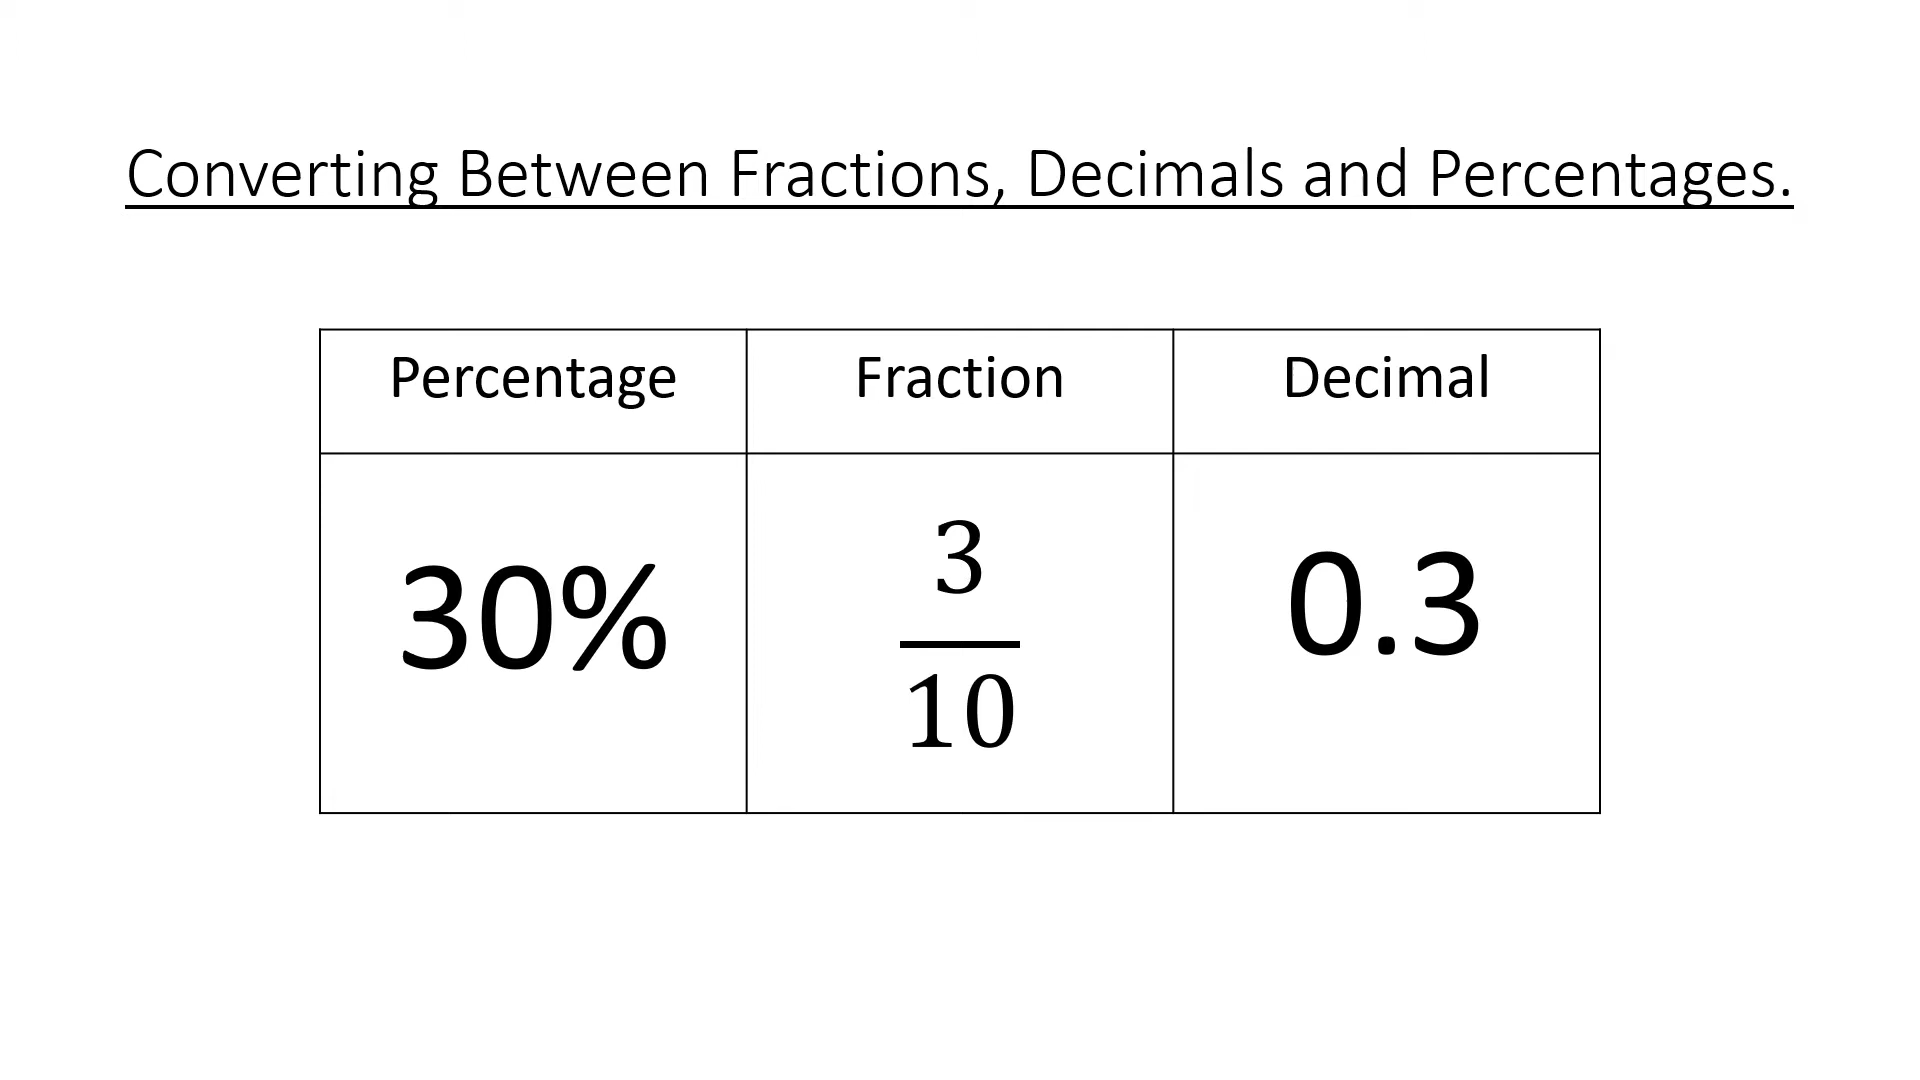 Converting Between Fractions, Decimals and Percentages.
Percentage Fraction Decimal
30% 3/10 0.3